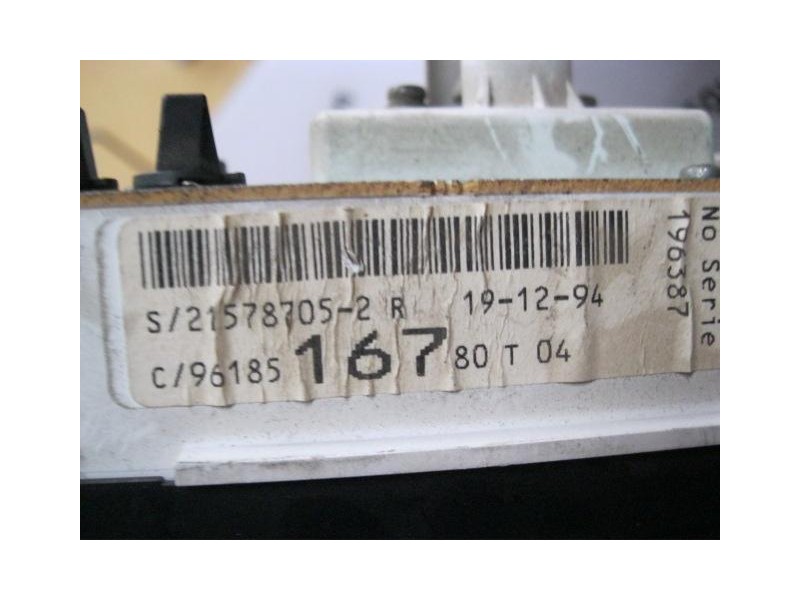 S/21578705-2 R 19-12-94
C/96185 167 80 T 04
No Serie
196387